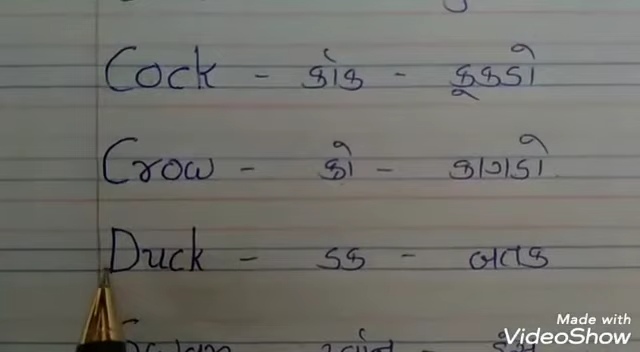 Cock - કૉક - કૂકડો
Crow - ક્રો - કાગડો
Duck - ડક - બતક
Made with
VideoShow